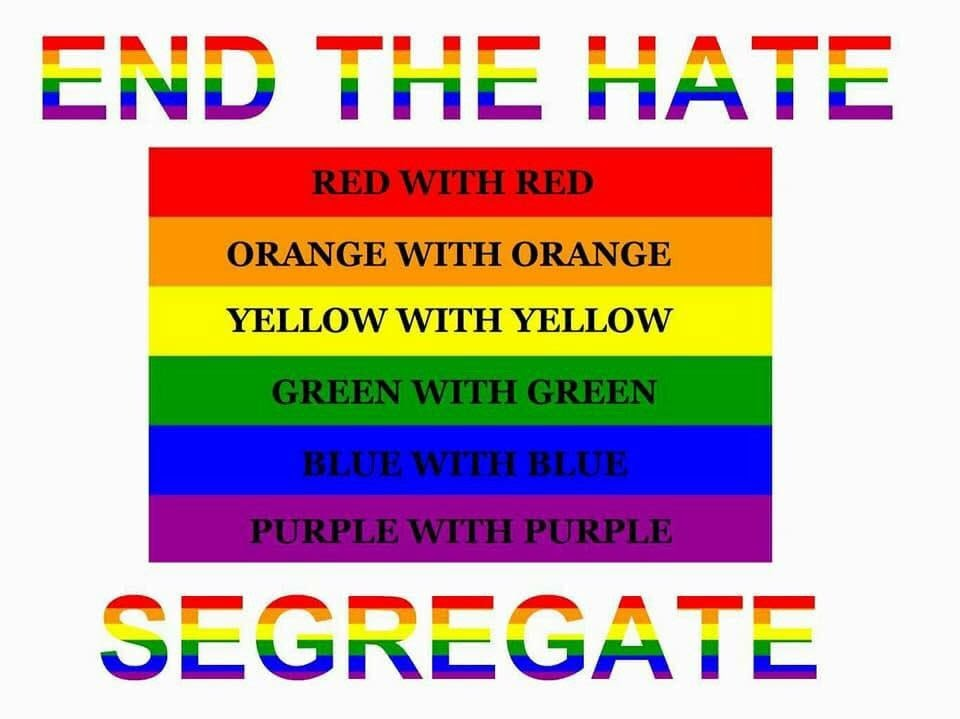 END THE HATE
RED WITH RED
ORANGE WITH ORANGE
YELLOW WITH YELLOW
GREEN WITH GREEN
BLUE WITH BLUE
PURPLE WITH PURPLE
SEGREGATE